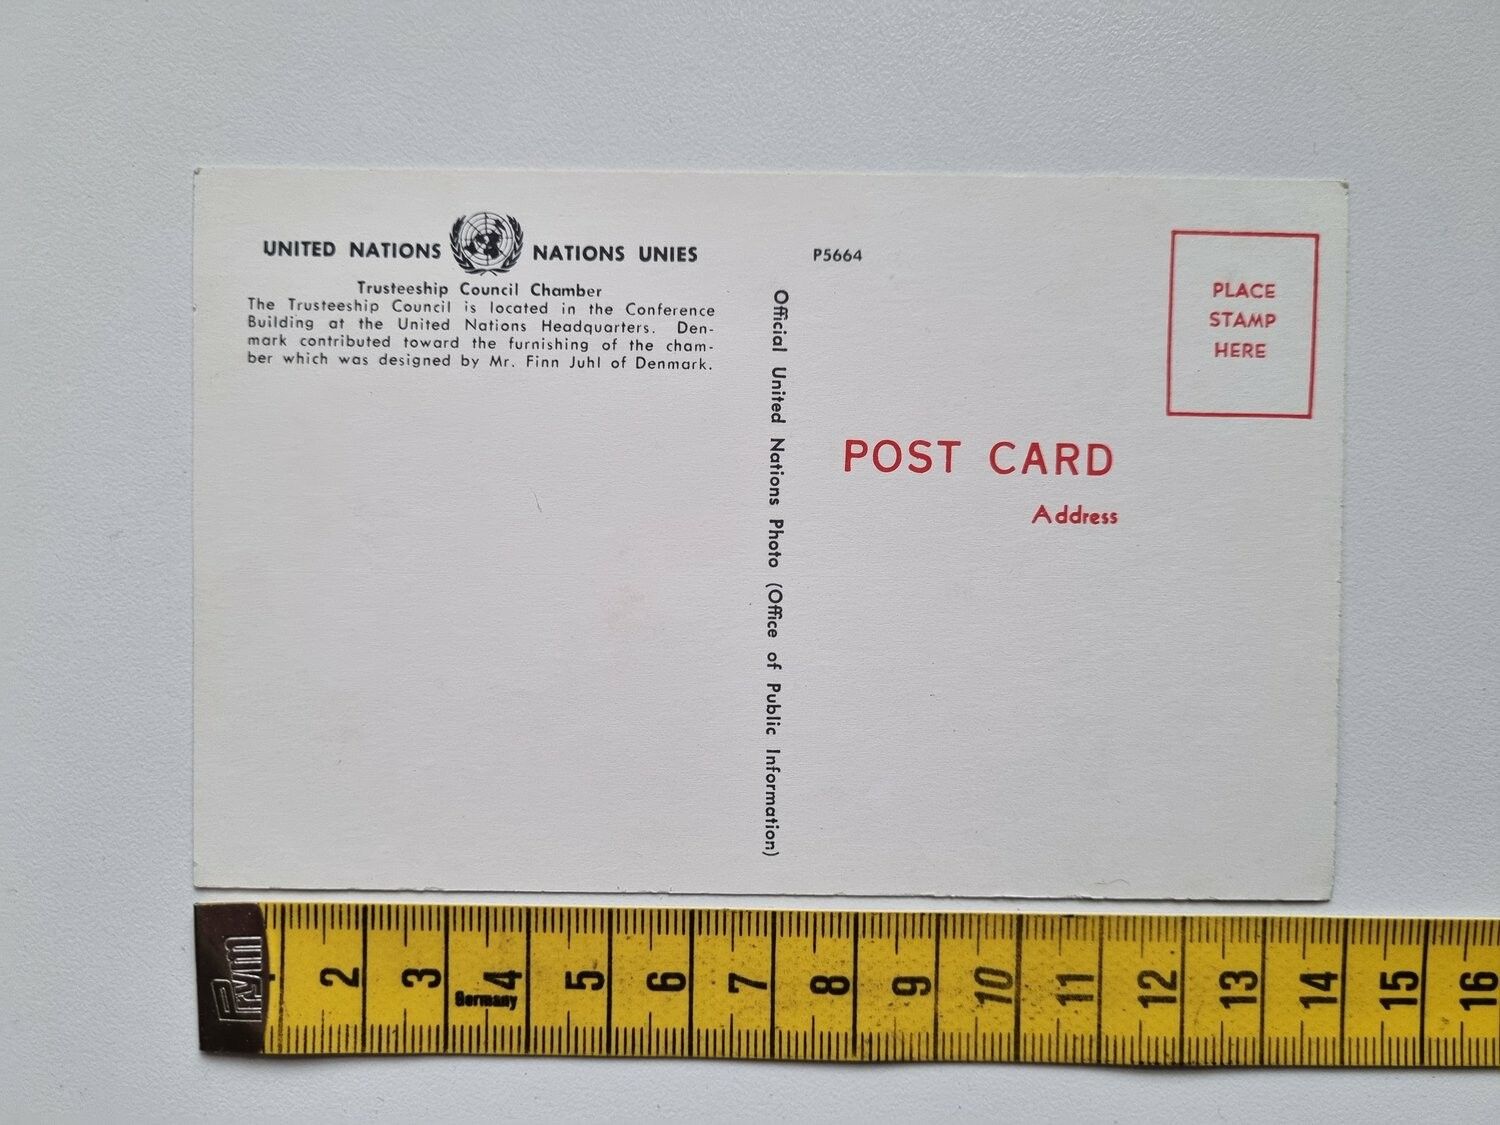 UNITED NATIONS NATIONS UNIES
Trusteeship Council Chamber
The Trusteeship Council is located in the Conference
Building at the United Nations Headquarters. Den-
mark contributed toward the furnishing of the cham-
ber which was designed by Mr. Finn Juhl of Denmark.
Official United Nations Photo (Office of Public Information)
P5664
PLACE
STAMP
HERE
POST CARD
Address
Prym 2 3 4 5 6 7 8 9 10 11 12 13 14 15 16
Germany